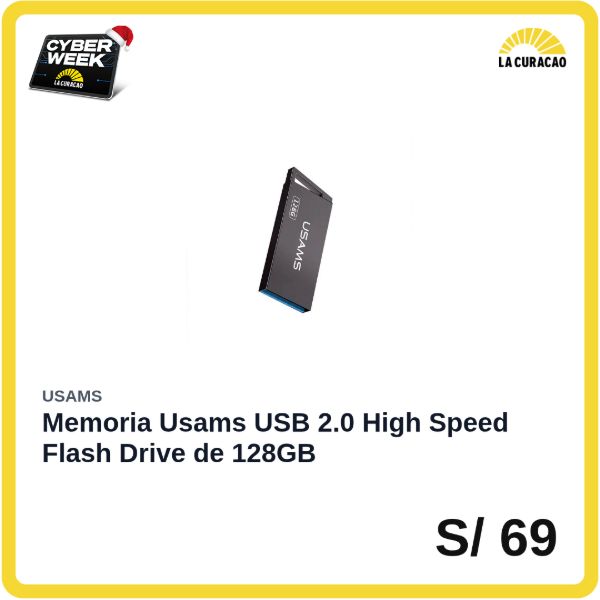 CYBER
WEEK
LA CURACAO
LA CURACAO
128G
USAMS
USAMS
Memoria Usams USB 2.0 High Speed
Flash Drive de 128GB
S/ 69